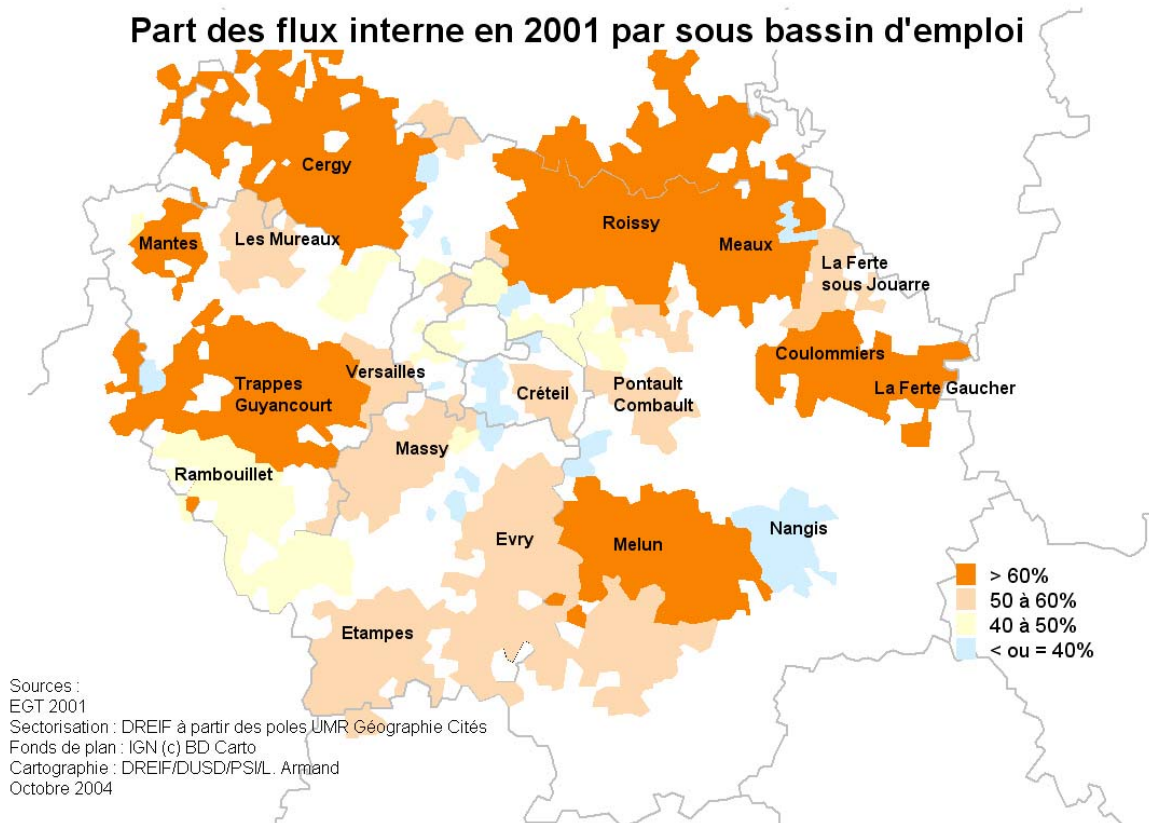 Part des flux interne en 2001 par sous bassin d'emploi
Cergy
Mantes
Les Mureaux
Roissy
Meaux
La Ferte
sous Jouarre
Trappes
Guyancourt
Versailles
Créteil
Pontault
Combault
Coulommiers
La Ferte Gaucher
Massy
Rambouillet
Evry
Melun
Nangis
Etampes
> 60%
50 à 60%
40 à 50%
< ou = 40%
Sources :
EGT 2001
Sectorisation : DREIF à partir des poles UMR Géographie Cités
Fonds de plan : IGN (c) BD Carto
Cartographie : DREIF/DUSD/PSI/L. Armand
Octobre 2004